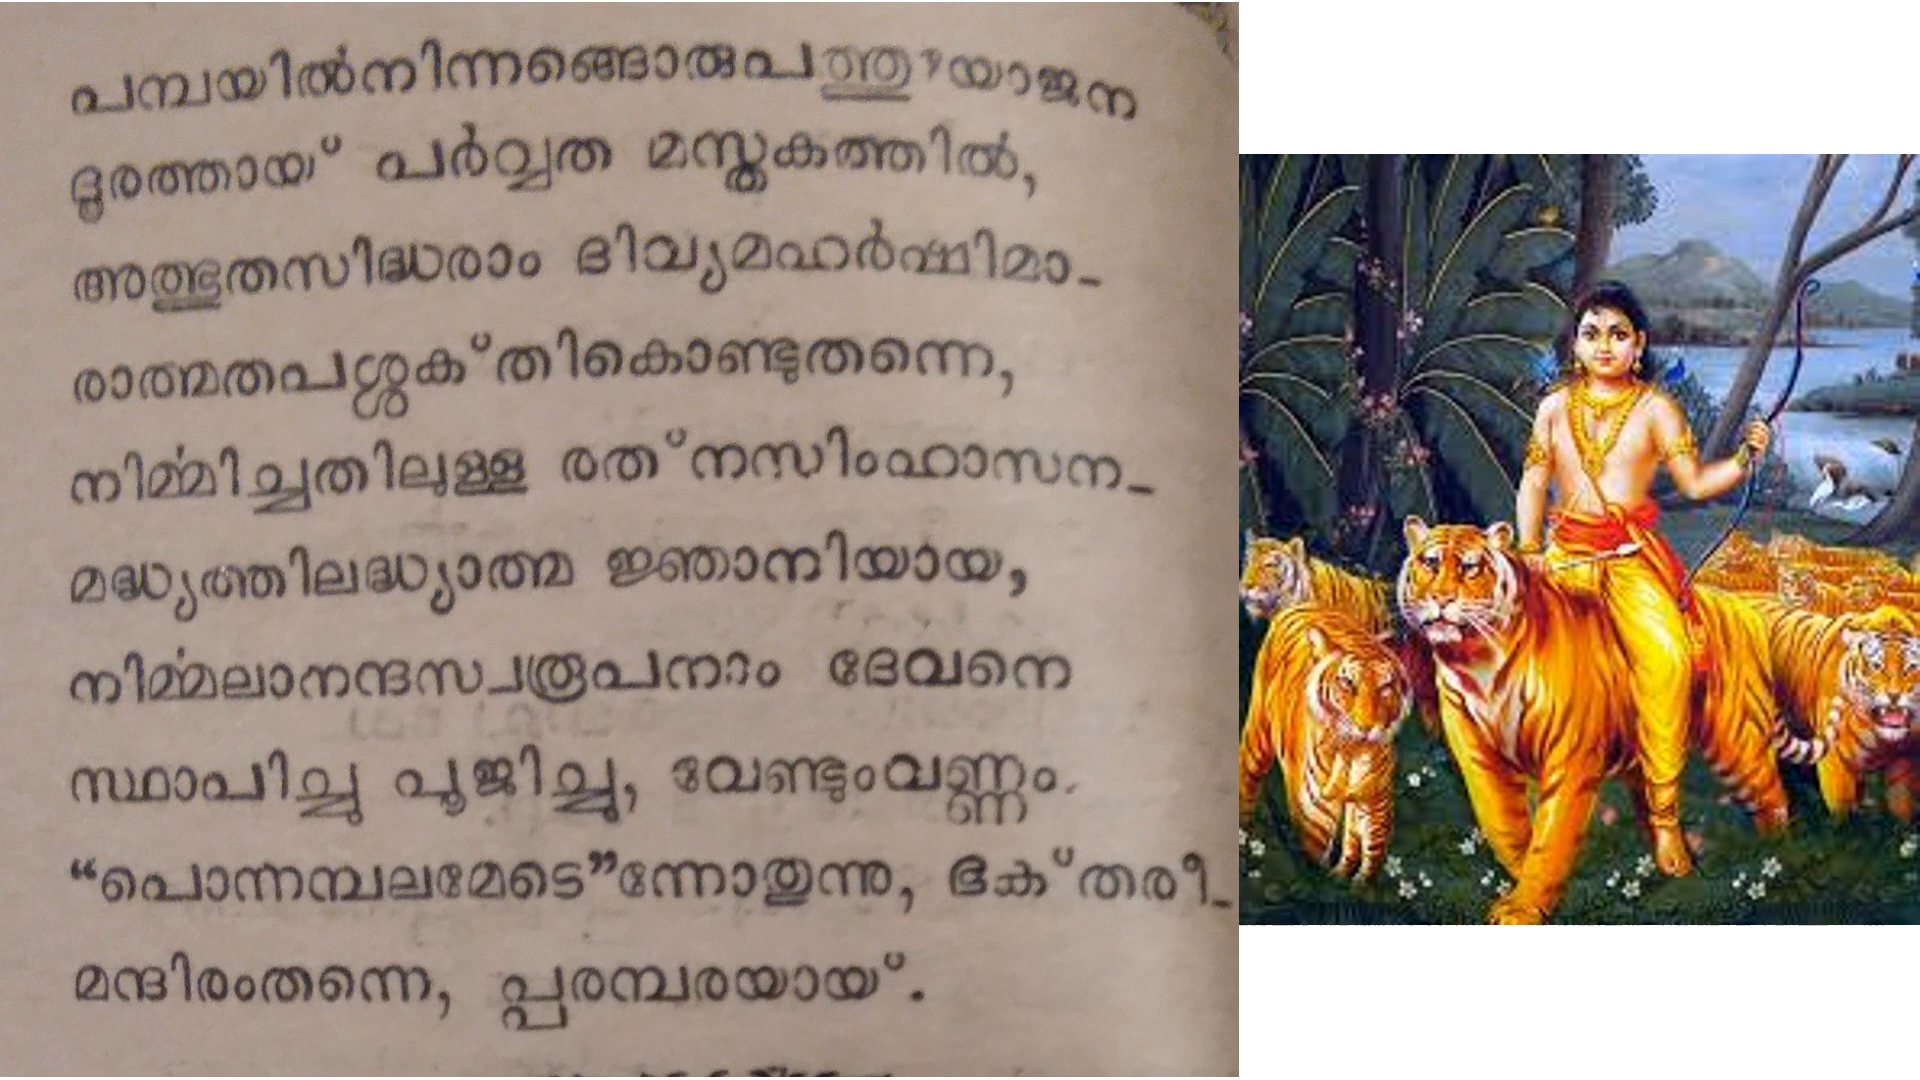 പമ്പയിൽനിന്നങ്ങൊരുപത്തുയോജന
ദൂരത്തായ് പർവ്വത മസ്തകത്തിൽ,
അത്ഭുതസിദ്ധരാം ദിവ്യമഹർഷിമാ-
രാത്മതപശ്ശക്തികൊണ്ടുതന്നെ,
നിർമ്മിച്ചതിലുള്ള രത്നസിംഹാസന-
മദ്ധ്യത്തിലദ്ധ്യാത്മ ജ്ഞാനിയായ,
നിർമ്മലാനന്ദസ്വരൂപനാം ദേവനെ
സ്ഥാപിച്ചു പൂജിച്ചു, വേണ്ടുംവണ്ണം.
“പൊന്നമ്പലമേടെ”ന്നോതുന്നു, ഭക്തരീ-
മന്ദിരംതന്നെ, പ്പരമ്പരയായ്.